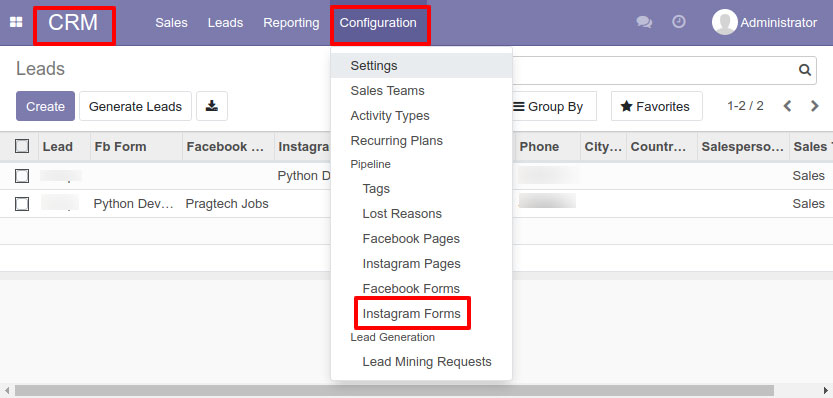 CRM Sales Leads Reporting Configuration Administrator
Leads
Settings
Create Generate Leads Group By Favorites 1-2 / 2
Sales Teams
Activity Types
Recurring Plans
Lead Fb Form Facebook ... Instagra Phone City... Countr... Salesperso... Sales T
Pipeline
Python D Sales
Tags
Python Dev... Pragtech Jobs Sales
Lost Reasons
Facebook Pages
Instagram Pages
Facebook Forms
Instagram Forms
Lead Generation
Lead Mining Requests